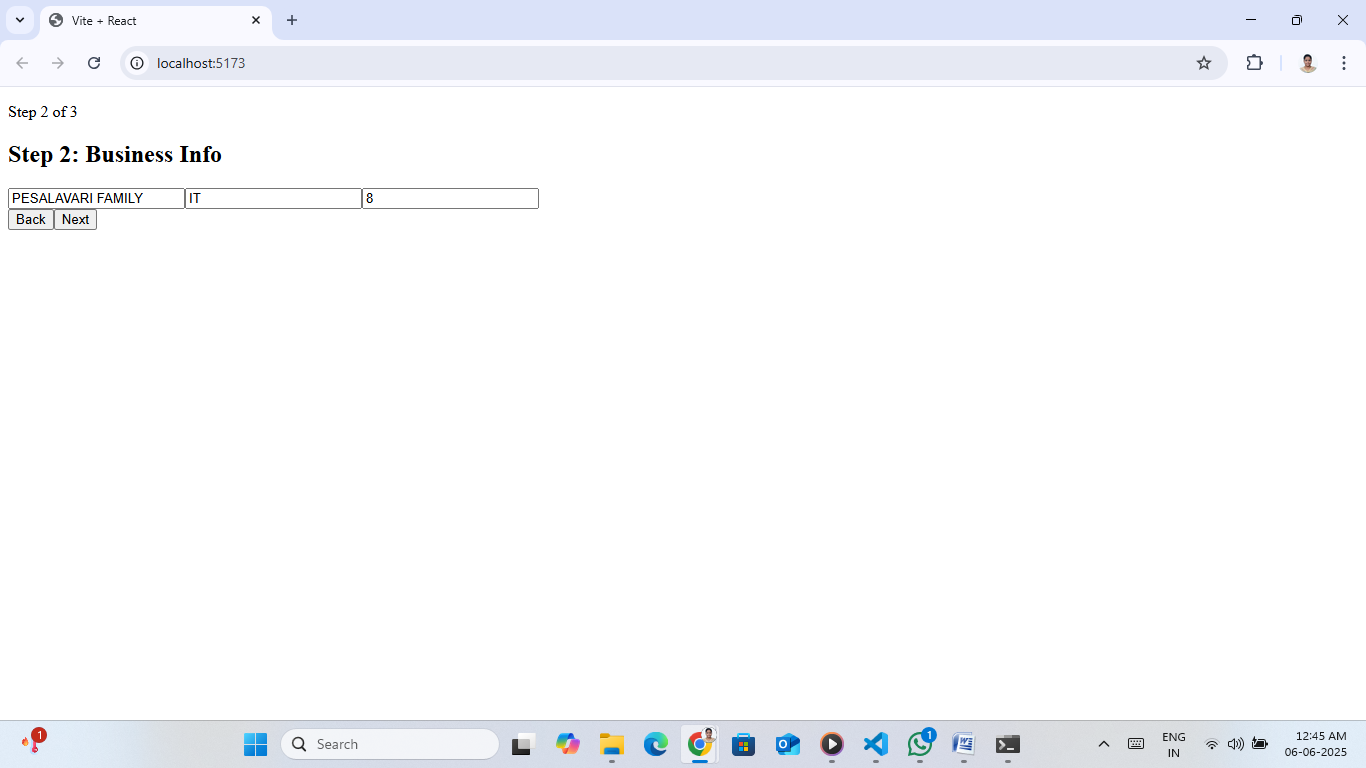 Vite + React
localhost:5173
Step 2 of 3
Step 2: Business Info
PESALAVARI FAMILY IT 8
Back Next
1
Search
1
ENG
IN
12:45 AM
06-06-2025